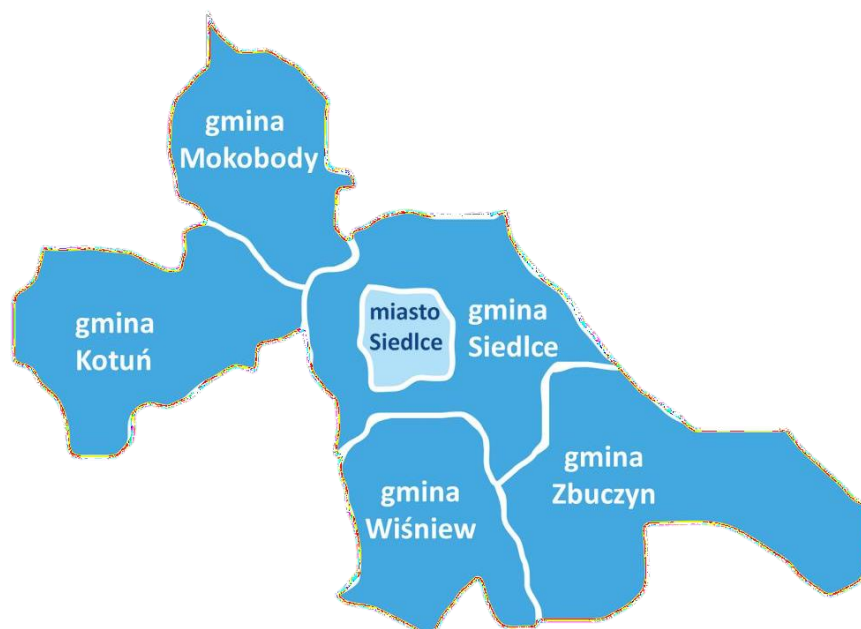 gmina
Mokobody
gmina
Kotuń
miasto
Siedlce
gmina
Siedlce
gmina
Wiśniew
gmina
Zbuczyn